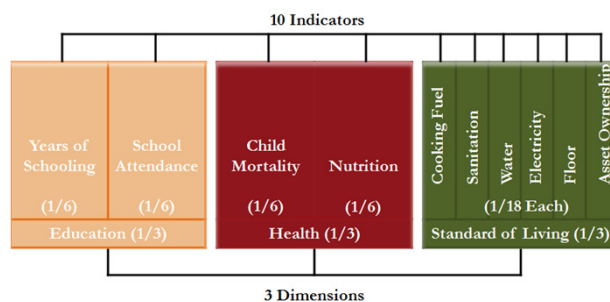 10 Indicators
Years of
Schooling
(1/6)
School
Attendance
(1/6)
Education (1/3)
Child
Mortality
(1/6)
Nutrition
(1/6)
Health (1/3)
Cooking Fuel
Sanitation
Water
Electricity
Floor
Asset Ownership
(1/18 Each)
Standard of Living (1/3)
3 Dimensions